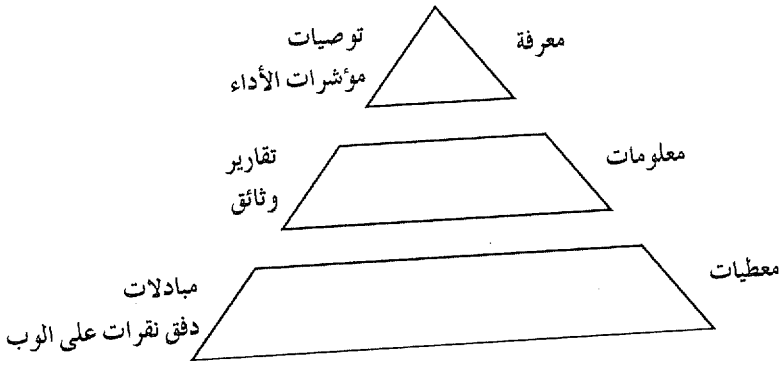 معرفة
توصيات
مؤشرات الأداء
معلومات
تقارير
وثائق
معطيات
مبادلات
دفق نقرات على الوب